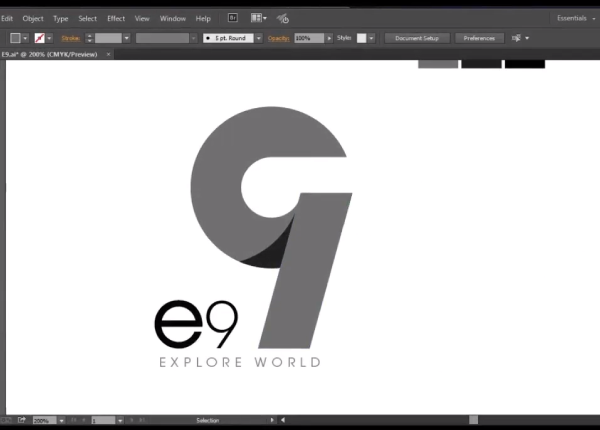 Edit Object Type Select Effect View Window Help Br Essentials
Stroke: 5 pt. Round Opacity: 100% Style: Document Setup Preferences
E9.ai* @ 200% (CMYK/Preview) ×
e9
EXPLORE WORLD
200% 1 Selection